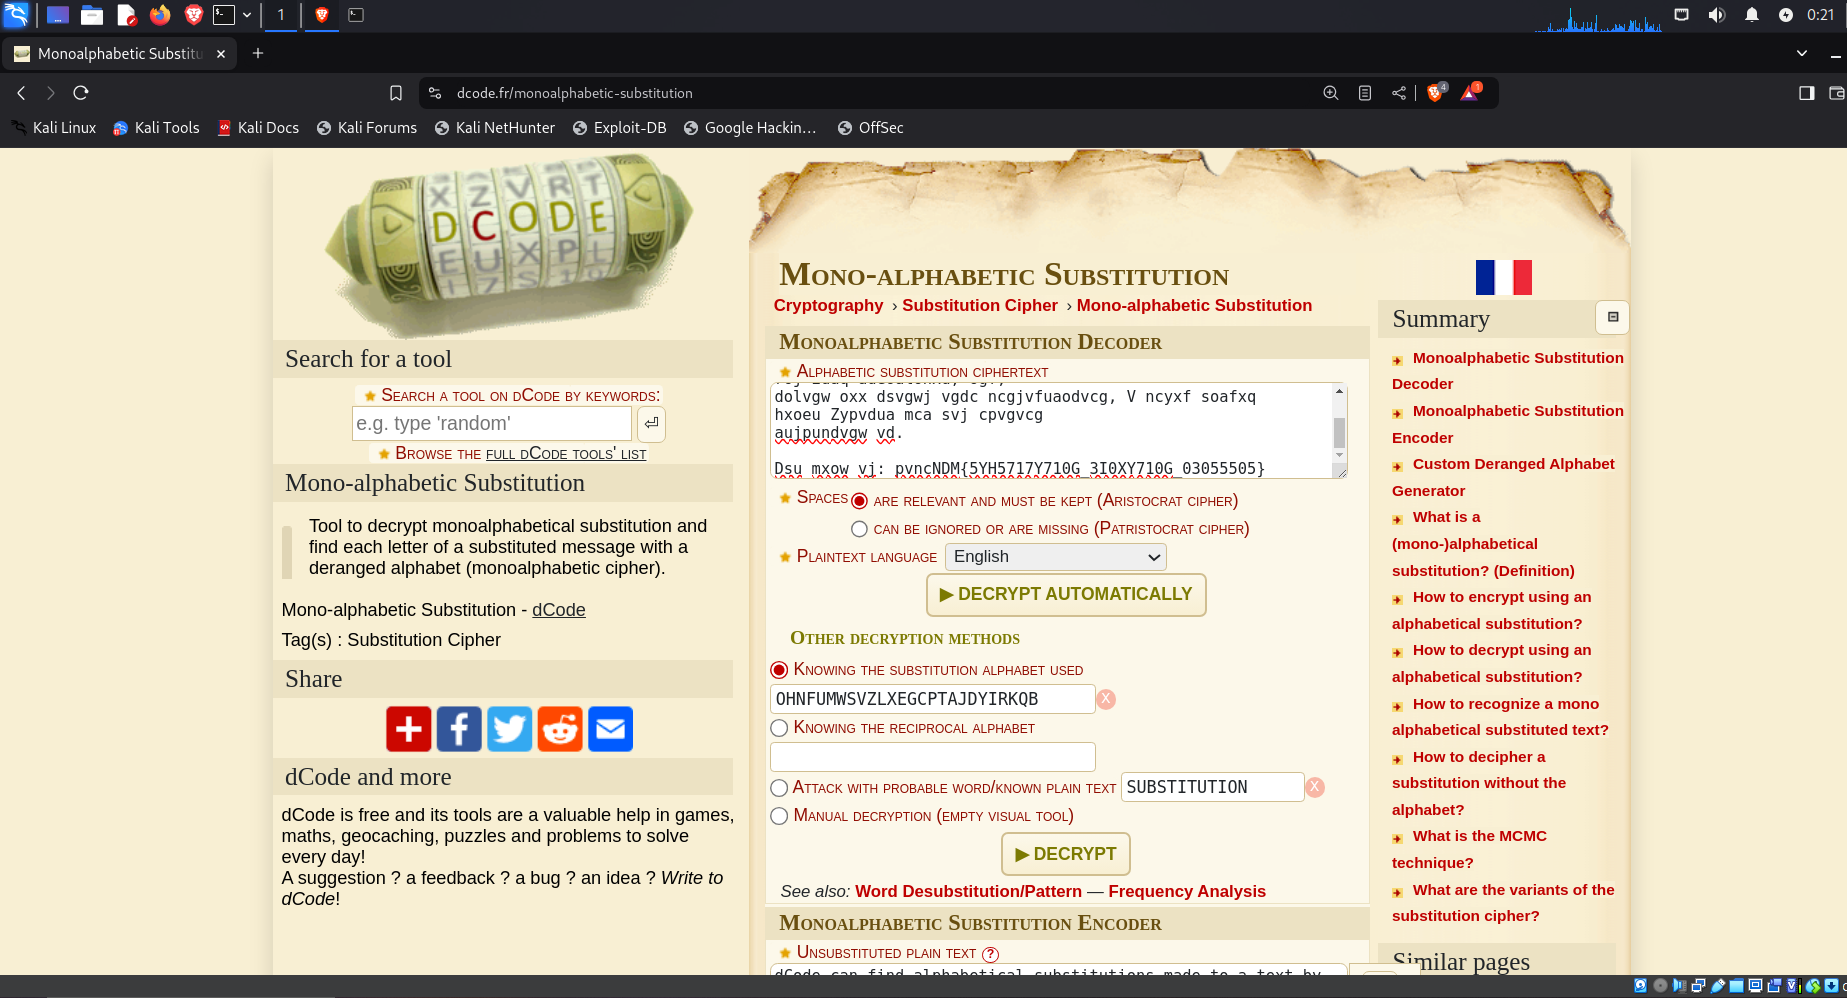 1
0:21
Monoalphabetic Substitu
dcode.fr/monoalphabetic-substitution
4
1
Kali Linux
Kali Tools
Kali Docs
Kali Forums
Kali NetHunter
Exploit-DB
Google Hackin…
OffSec
DCODE
Search for a tool
Search a tool on dCode by keywords:
e.g. type 'random'
Browse the full dCode tools' list
Mono-alphabetic Substitution
Tool to decrypt monoalphabetical substitution and
find each letter of a substituted message with a
deranged alphabet (monoalphabetic cipher).
Mono-alphabetic Substitution - dCode
Tag(s) : Substitution Cipher
Share
dCode and more
dCode is free and its tools are a valuable help in games,
maths, geocaching, puzzles and problems to solve
every day!
A suggestion ? a feedback ? a bug ? an idea ? Write to
dCode!
Mono-alphabetic Substitution
Cryptography › Substitution Cipher › Mono-alphabetic Substitution
Monoalphabetic Substitution Decoder
Alphabetic substitution ciphertext
dolvgw oxx dsvgwj vgdc ncgjvfuaodvcg, V ncyxf soafxq
hxoeu Zypvdua mca svj cpvgvcg
aujpundvgw vd.
Dsu mxow vj: pvncNDM{5YH5717Y710G_3I0XY710G_03055505}
Spaces are relevant and must be kept (Aristocrat cipher)
can be ignored or are missing (Patristocrat cipher)
Plaintext language English
▶ DECRYPT AUTOMATICALLY
Other decryption methods
Knowing the substitution alphabet used
OHNFUMWSVZLXEGCPTAJDYIRKQB
X
Knowing the reciprocal alphabet
Attack with probable word/known plain text SUBSTITUTION
X
Manual decryption (empty visual tool)
▶ DECRYPT
See also: Word Desubstitution/Pattern — Frequency Analysis
Monoalphabetic Substitution Encoder
Unsubstituted plain text ?
dCode can find alphabetical substitutions made to a text by
Summary
Monoalphabetic Substitution
Decoder
Monoalphabetic Substitution
Encoder
Custom Deranged Alphabet
Generator
What is a
(mono-)alphabetical
substitution? (Definition)
How to encrypt using an
alphabetical substitution?
How to decrypt using an
alphabetical substitution?
How to recognize a mono
alphabetical substituted text?
How to decipher a
substitution without the
alphabet?
What is the MCMC
technique?
What are the variants of the
substitution cipher?
Similar pages